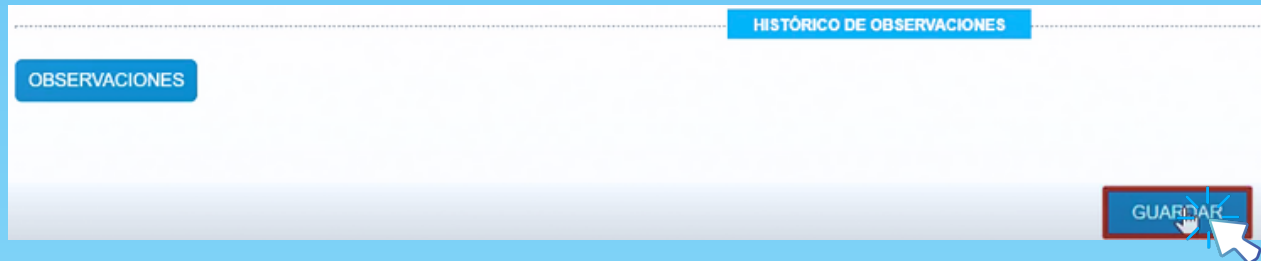 HISTÓRICO DE OBSERVACIONES
OBSERVACIONES
GUARDAR